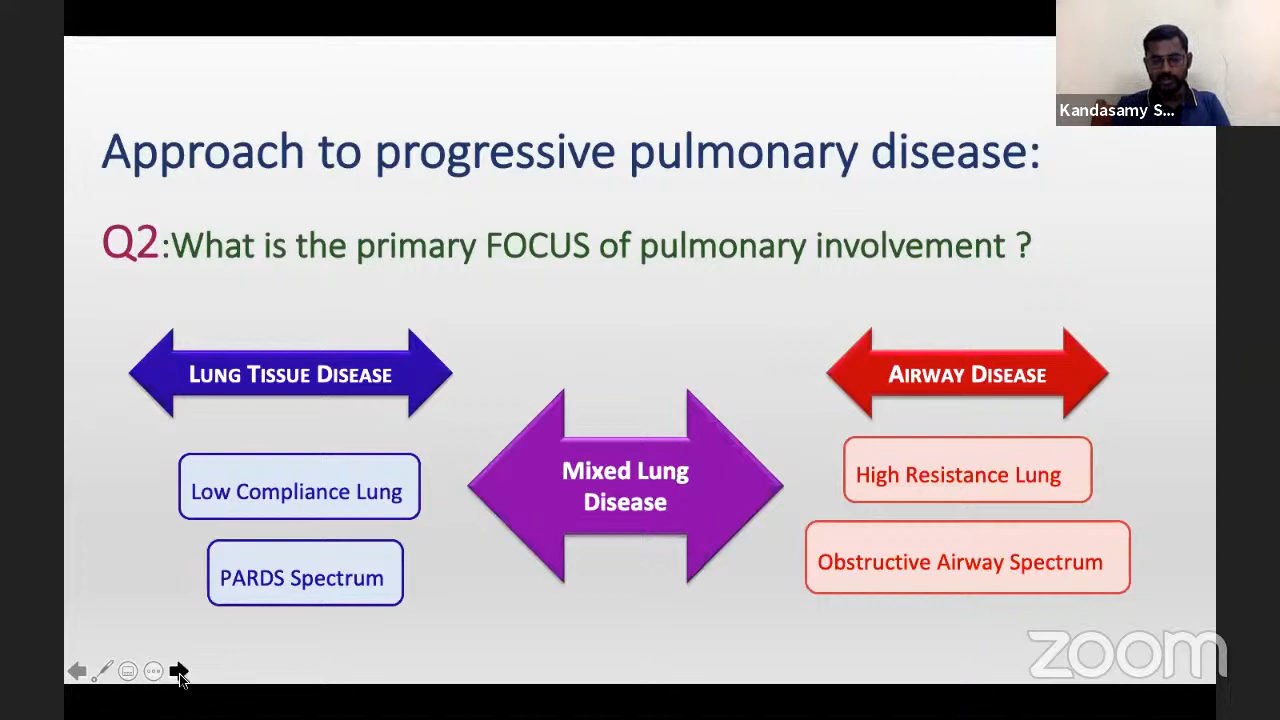 Kandasamy S...
Approach to progressive pulmonary disease:
Q2:What is the primary FOCUS of pulmonary involvement ?
LUNG TISSUE DISEASE
AIRWAY DISEASE
Mixed Lung
Disease
Low Compliance Lung
High Resistance Lung
PARDS Spectrum
Obstructive Airway Spectrum
zoom